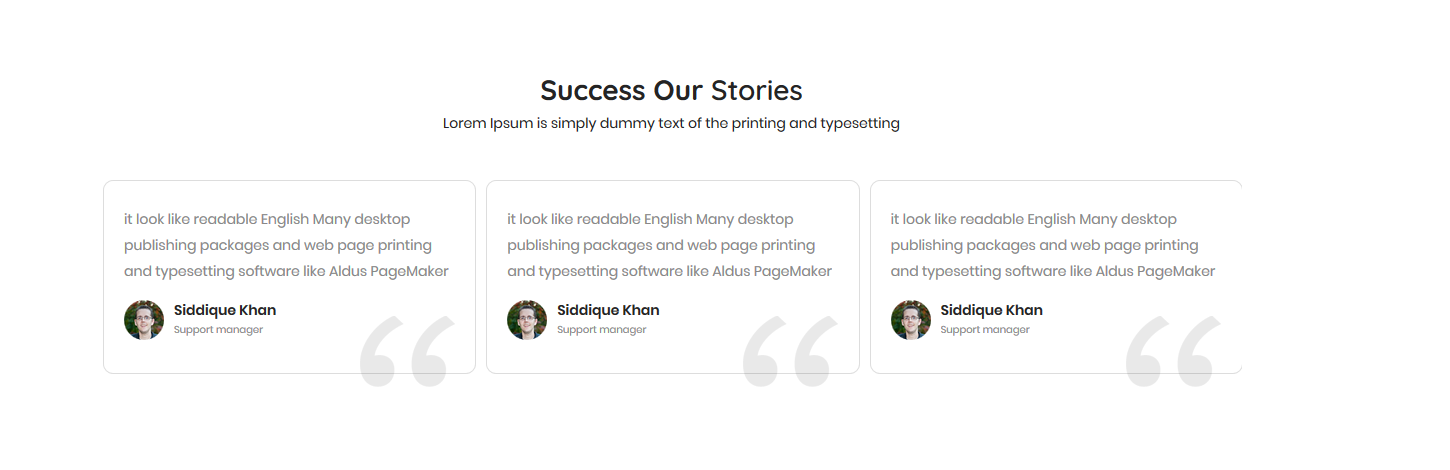 Success Our Stories
Lorem Ipsum is simply dummy text of the printing and typesetting
it look like readable English Many desktop
publishing packages and web page printing
and typesetting software like Aldus PageMaker
Siddique Khan
Support manager
it look like readable English Many desktop
publishing packages and web page printing
and typesetting software like Aldus PageMaker
Siddique Khan
Support manager
it look like readable English Many desktop
publishing packages and web page printing
and typesetting software like Aldus PageMaker
Siddique Khan
Support manager